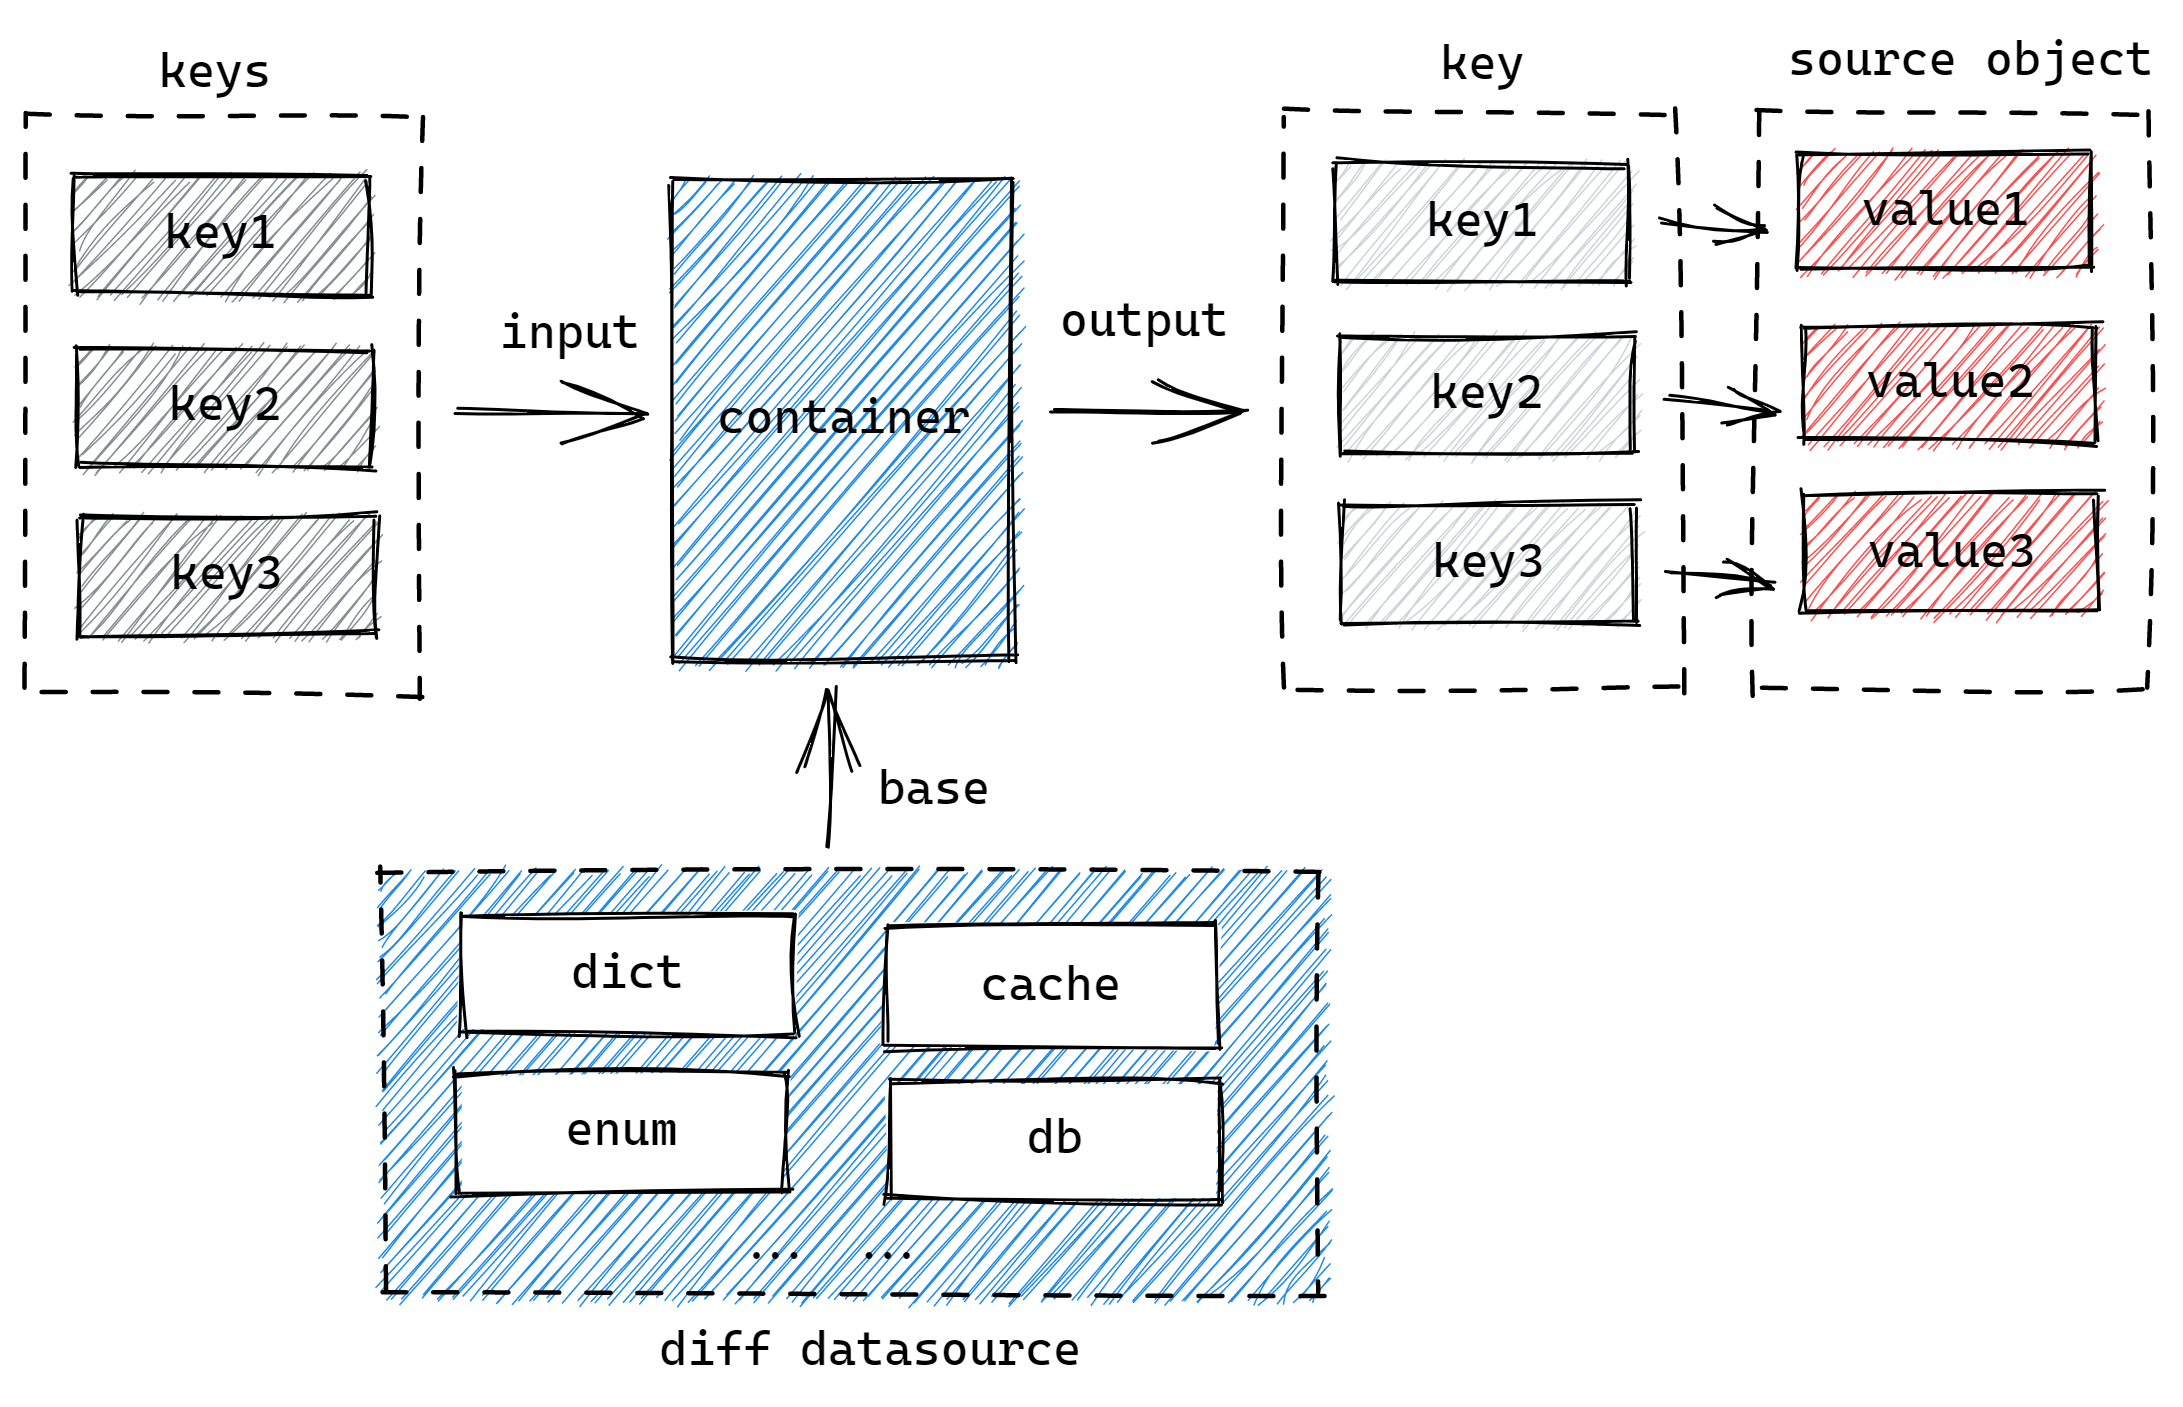 keys
key1
key2
key3
input
container
output
key
key1
key2
key3
source object
value1
value2
value3
base
dict
cache
enum
db
... ...
diff datasource